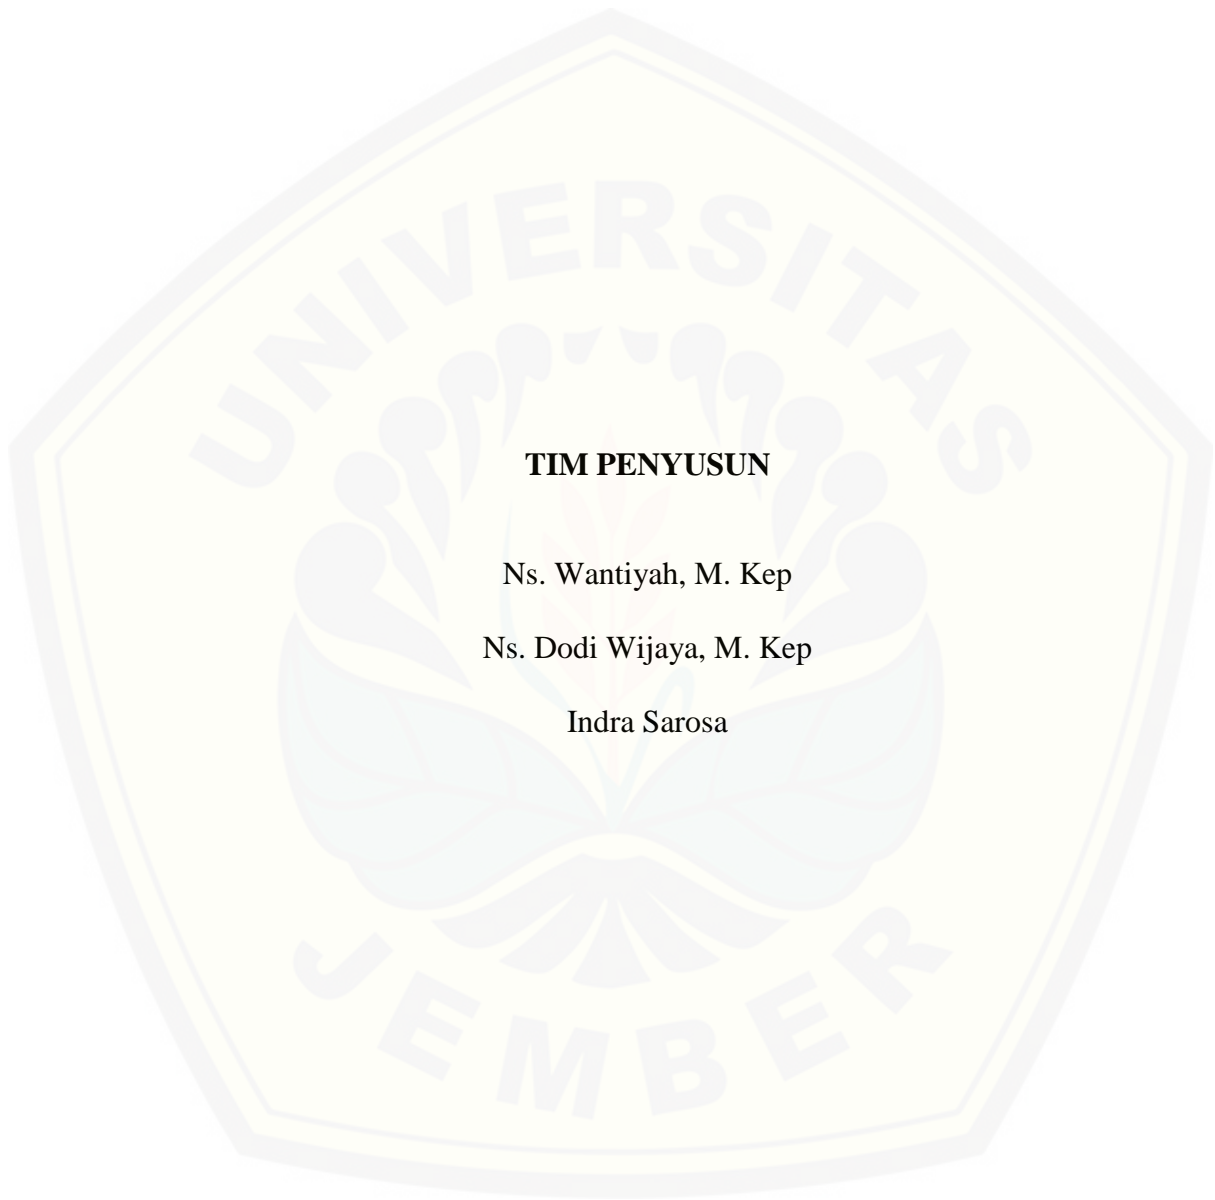 UNIVERSITAS
TIM PENYUSUN
Ns. Wantiyah, M. Kep
Ns. Dodi Wijaya, M. Kep
Indra Sarosa
JEMBER